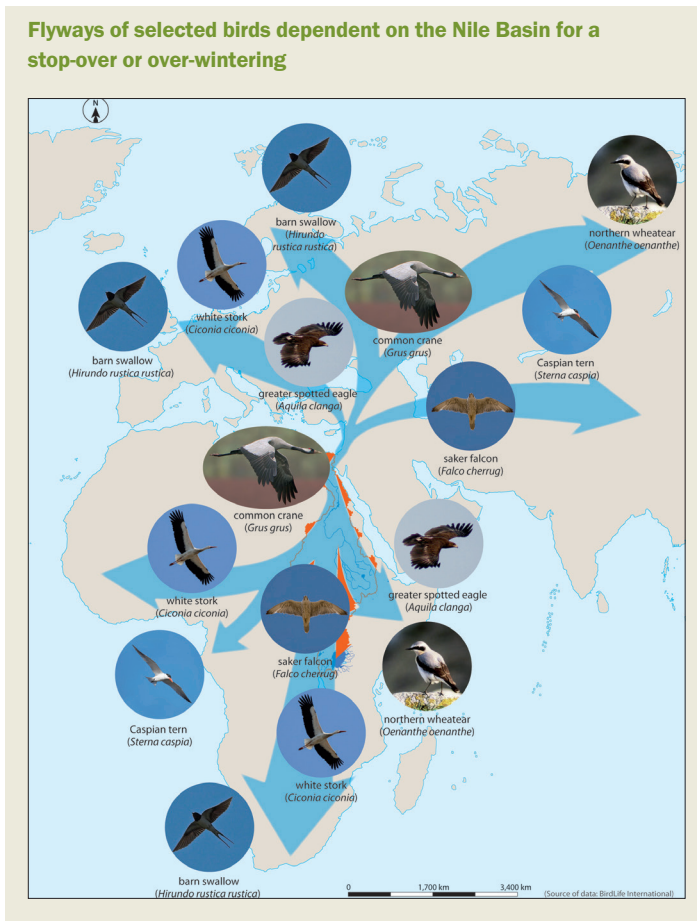 Flyways of selected birds dependent on the Nile Basin for a
stop-over or over-wintering
N
barn swallow
(Hirundo
rustica rustica)
northern wheatear
(Oenanthe oenanthe)
white stork
(Ciconia ciconia)
common crane
(Grus grus)
barn swallow
(Hirundo rustica rustica)
Caspian tern
(Sterna caspia)
greater spotted eagle
(Aquila clanga)
saker falcon
(Falco cherrug)
common crane
(Grus grus)
white stork
(Ciconia ciconia)
greater spotted eagle
(Aquila clanga)
saker falcon
(Falco cherrug)
Caspian tern
(Sterna caspia)
northern wheatear
(Oenanthe oenanthe)
white stork
(Ciconia ciconia)
barn swallow
(Hirundo rustica rustica)
0 1,700 km 3,400 km
(Source of data: BirdLife International)